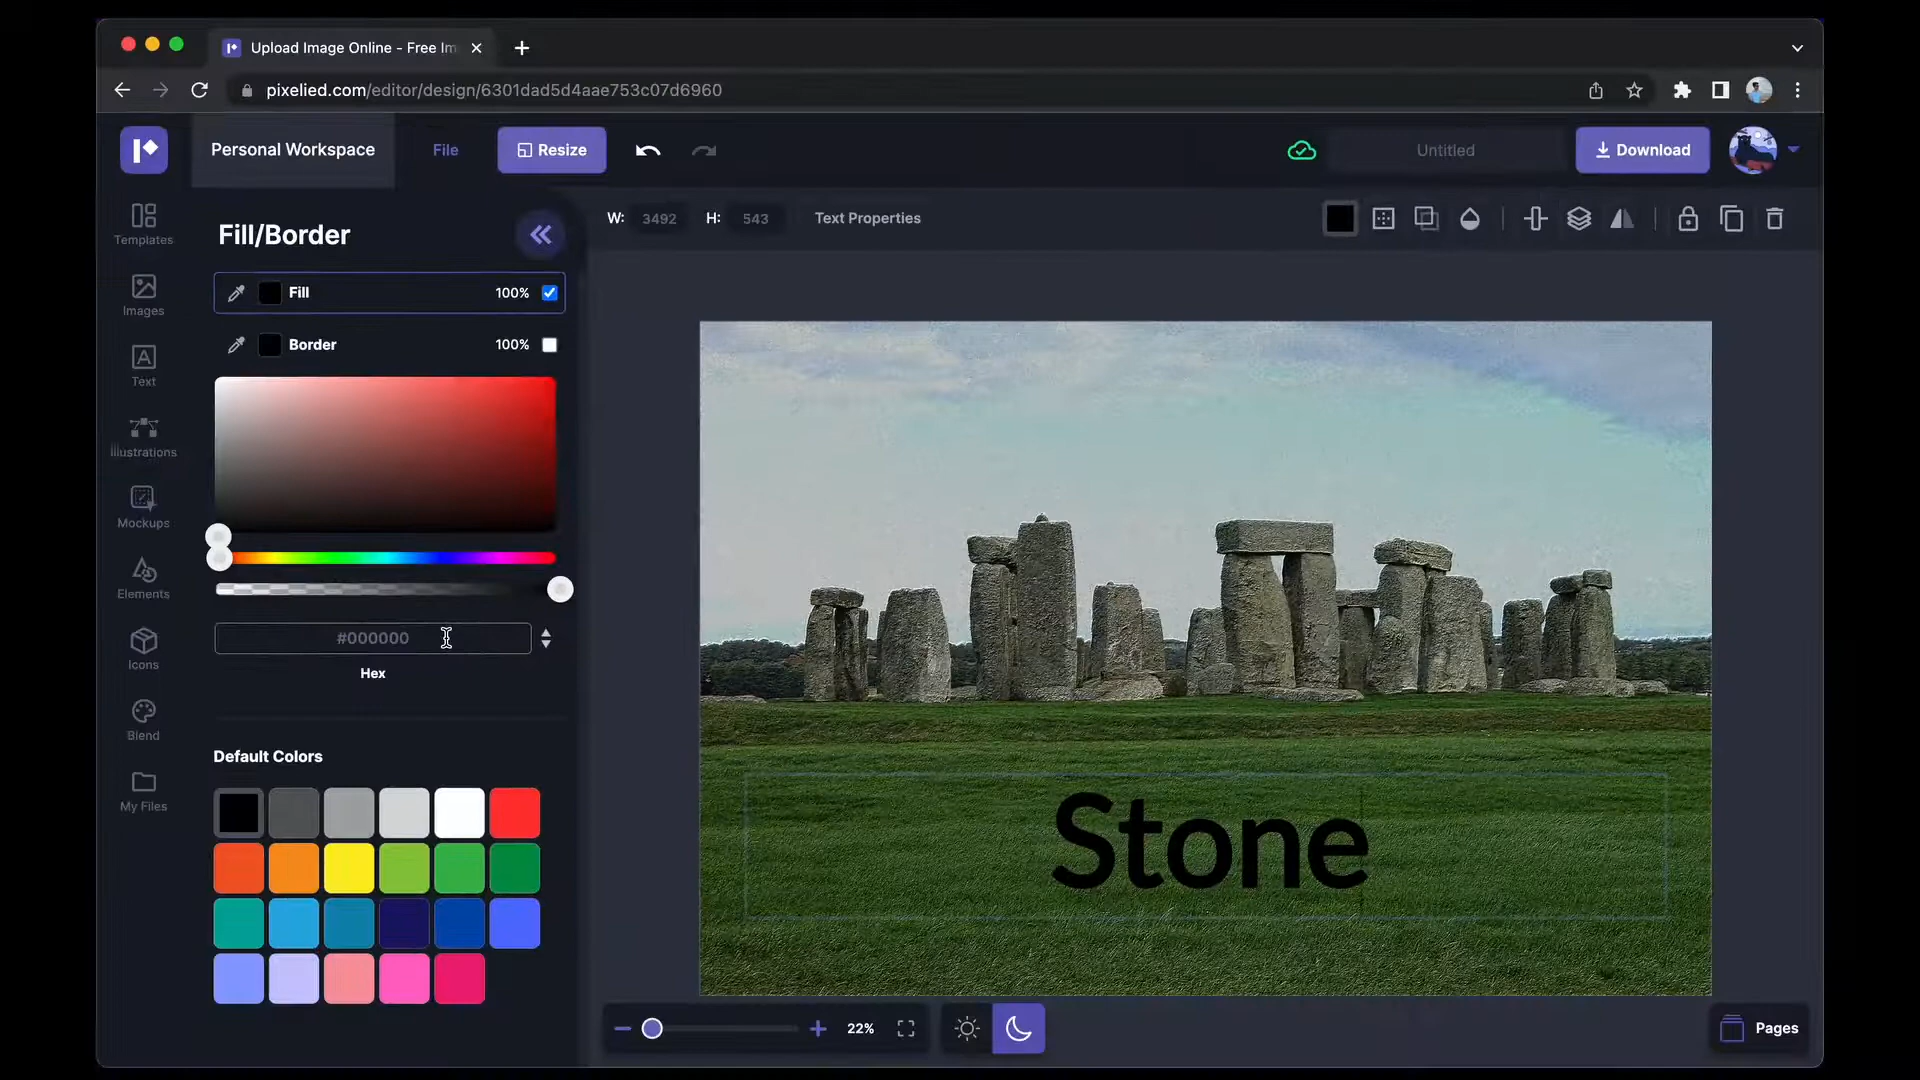 Upload Image Online - Free Im
pixelied.com/editor/design/6301dad5d4aae753c07d6960
Personal Workspace
File
Resize
Untitled
Download
Templates
Images
Text
Illustrations
Mockups
Elements
Icons
Blend
My Files
Fill/Border
Fill 100%
Border 100%
#000000
Hex
Default Colors
W: 3492 H: 543 Text Properties
Stone
22%
Pages